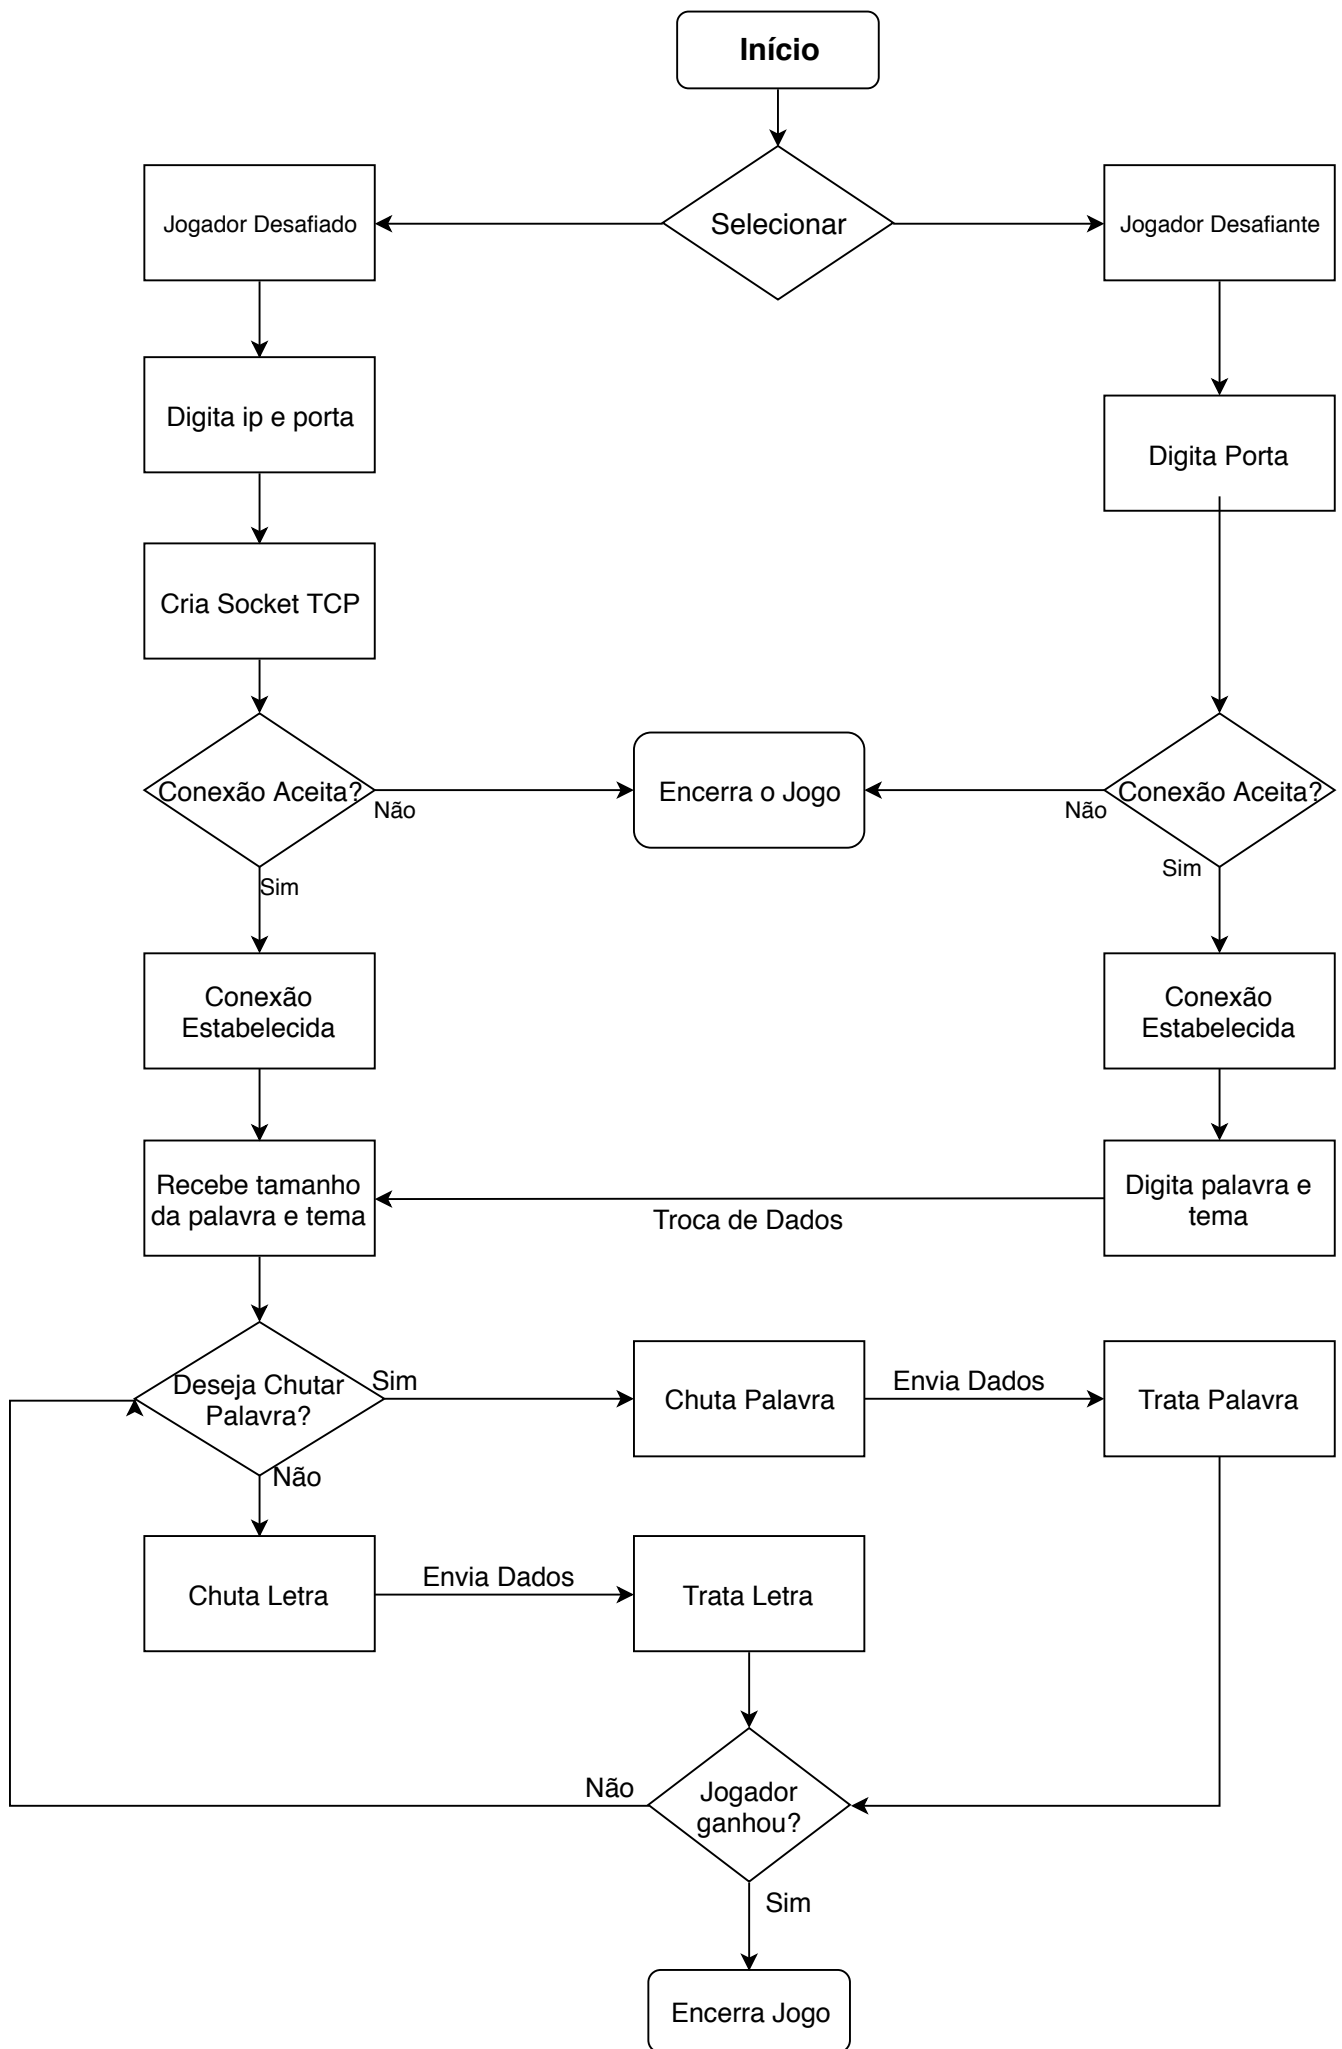 Início
Selecionar
Jogador Desafiado
Jogador Desafiante
Digita ip e porta
Digita Porta
Cria Socket TCP
Conexão Aceita?
Não
Encerra o Jogo
Não
Conexão Aceita?
Sim
Sim
Conexão
Estabelecida
Conexão
Estabelecida
Recebe tamanho
da palavra e tema
Troca de Dados
Digita palavra e
tema
Deseja Chutar
Palavra?
Sim
Chuta Palavra
Envia Dados
Trata Palavra
Não
Chuta Letra
Envia Dados
Trata Letra
Não
Jogador
ganhou?
Sim
Encerra Jogo